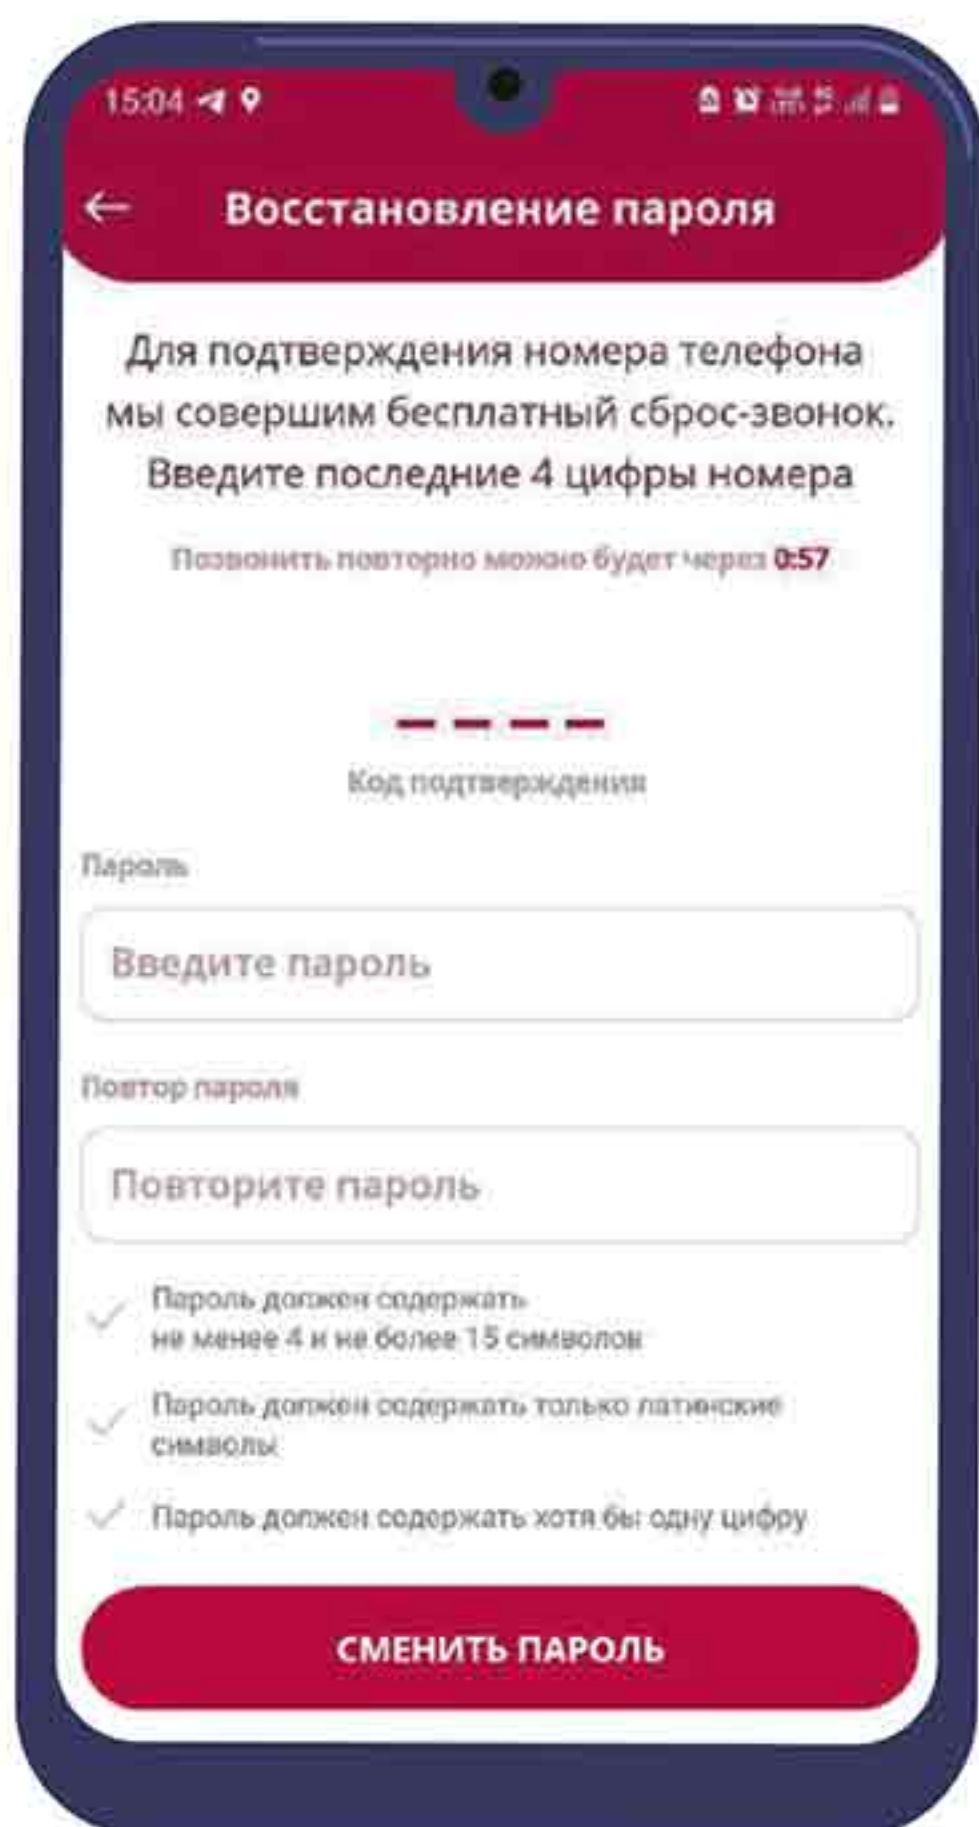 15:04
Восстановление пароля
Для подтверждения номера телефона
мы совершим бесплатный сброс-звонок.
Введите последние 4 цифры номера
Позвонить повторно можно будет через 0:57
Код подтверждения
Пароль
Введите пароль
Повтор пароля
Повторите пароль
Пароль должен содержать
не менее 4 и не более 15 символов
Пароль должен содержать только латинские
символы
Пароль должен содержать хотя бы одну цифру
СМЕНИТЬ ПАРОЛЬ